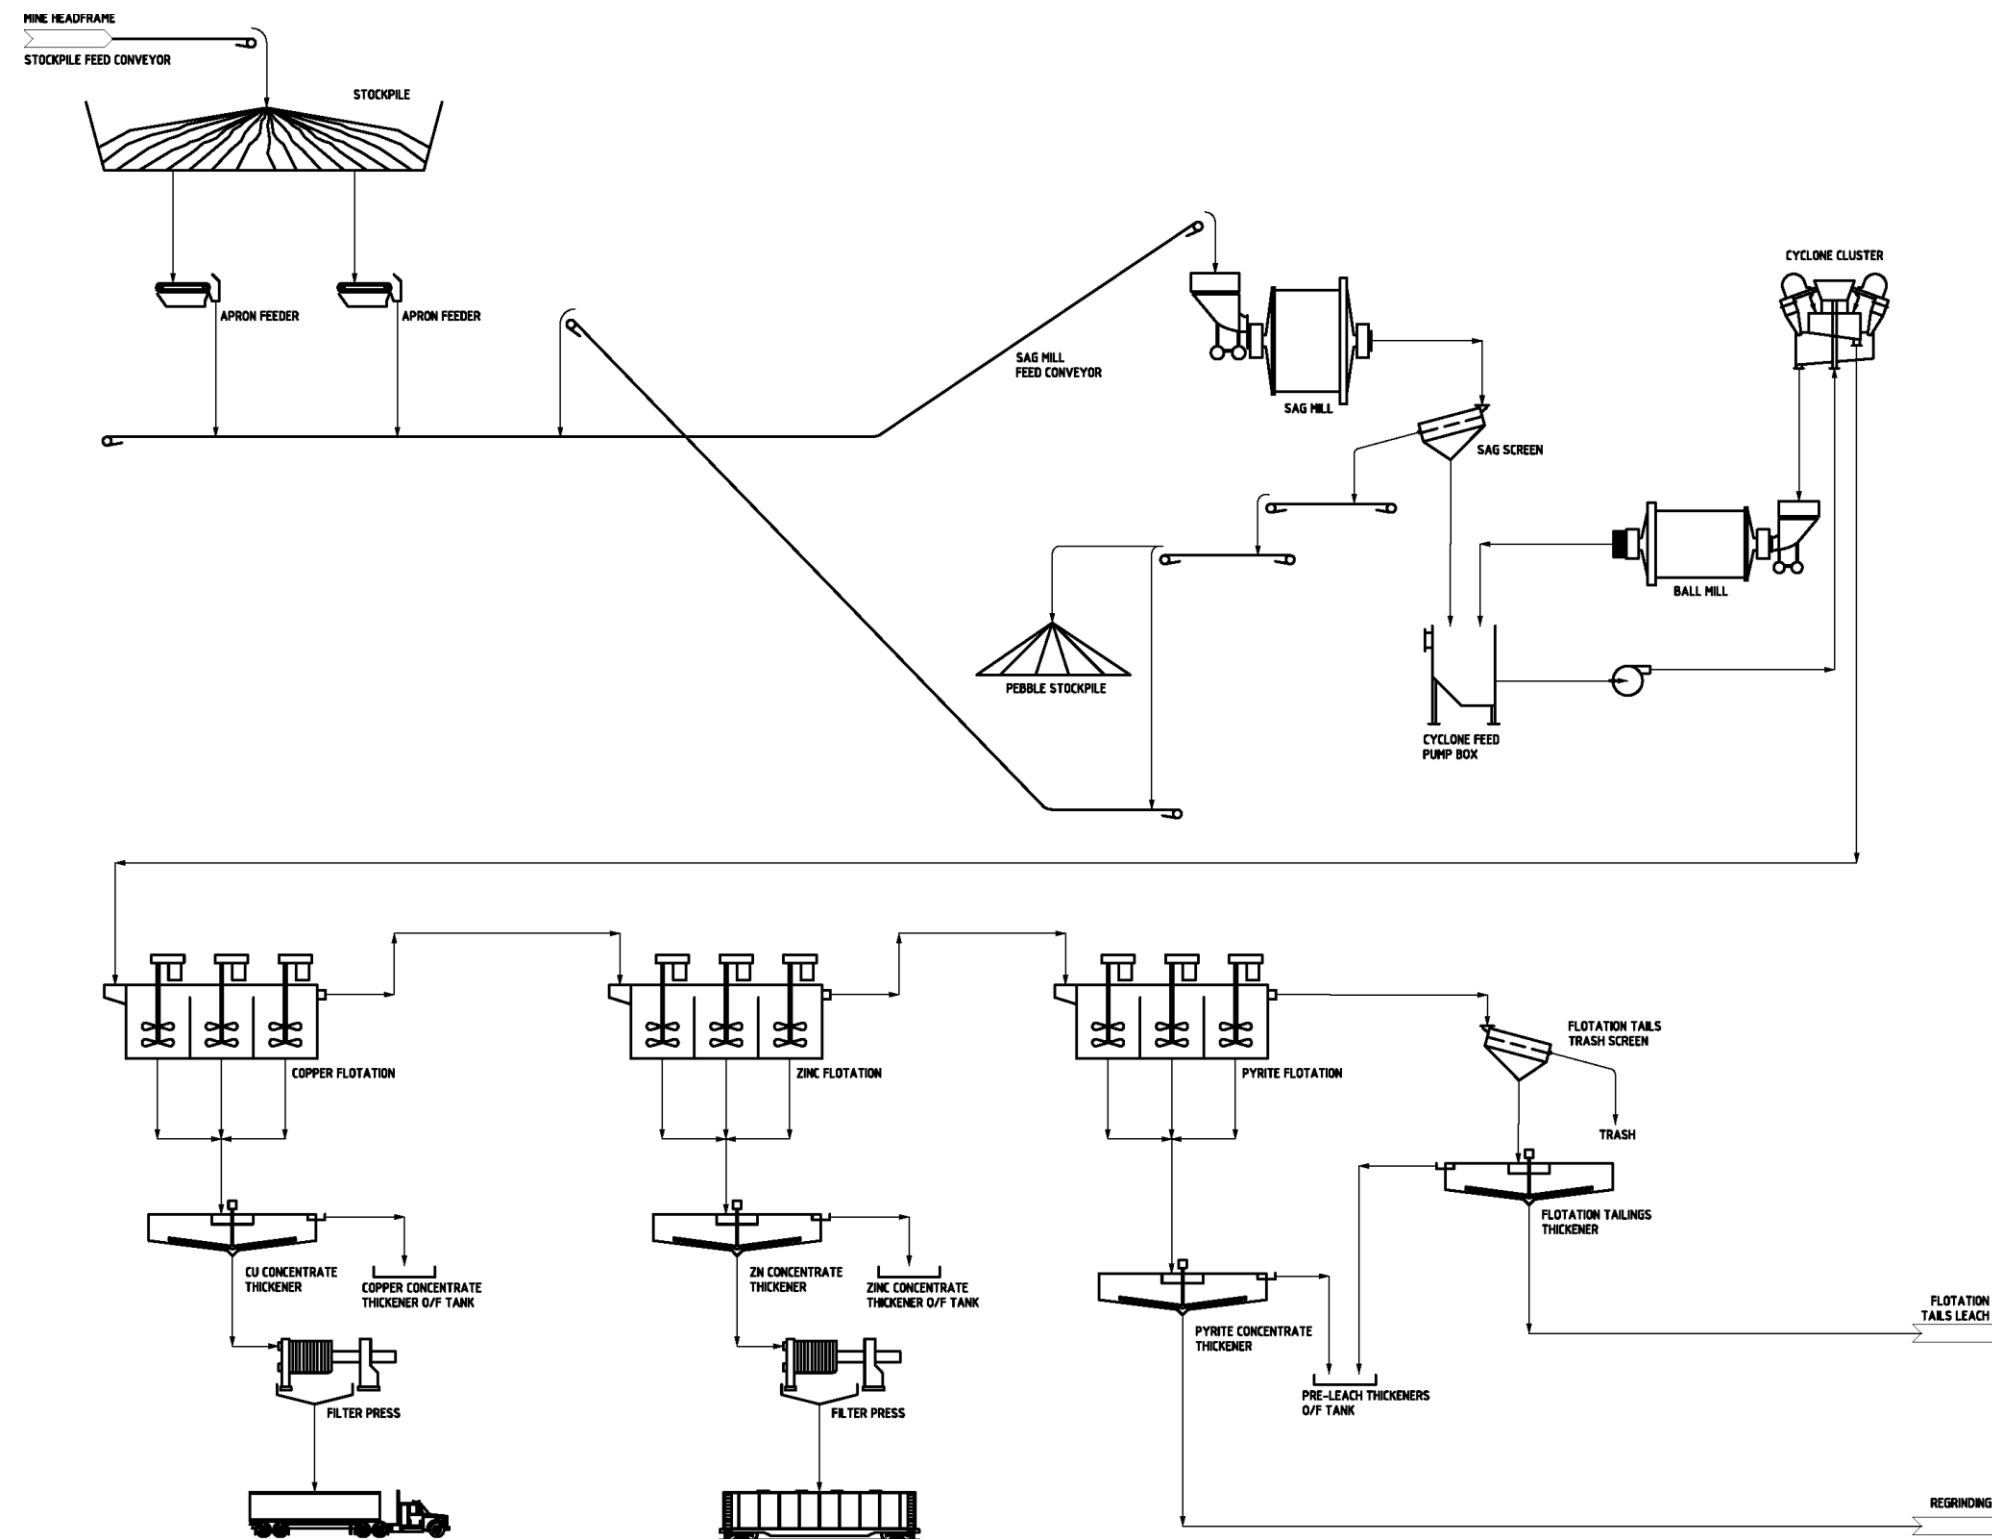 MINE HEADFRAME
STOCKPILE FEED CONVEYOR
STOCKPILE
APRON FEEDER
APRON FEEDER
SAG MILL
FEED CONVEYOR
SAG MILL
CYCLONE CLUSTER
SAG SCREEN
BALL MILL
PEBBLE STOCKPILE
CYCLONE FEED
PUMP BOX
COPPER FLOTATION
ZINC FLOTATION
PYRITE FLOTATION
FLOTATION TAILS
TRASH SCREEN
TRASH
FLOTATION TAILINGS
THICKENER
CU CONCENTRATE
THICKENER
COPPER CONCENTRATE
THICKENER O/F TANK
ZN CONCENTRATE
THICKENER
ZINC CONCENTRATE
THICKENER O/F TANK
PYRITE CONCENTRATE
THICKENER
FLOTATION
TAILS LEACH
PRE-LEACH THICKENERS
O/F TANK
FILTER PRESS
FILTER PRESS
REGRINDING